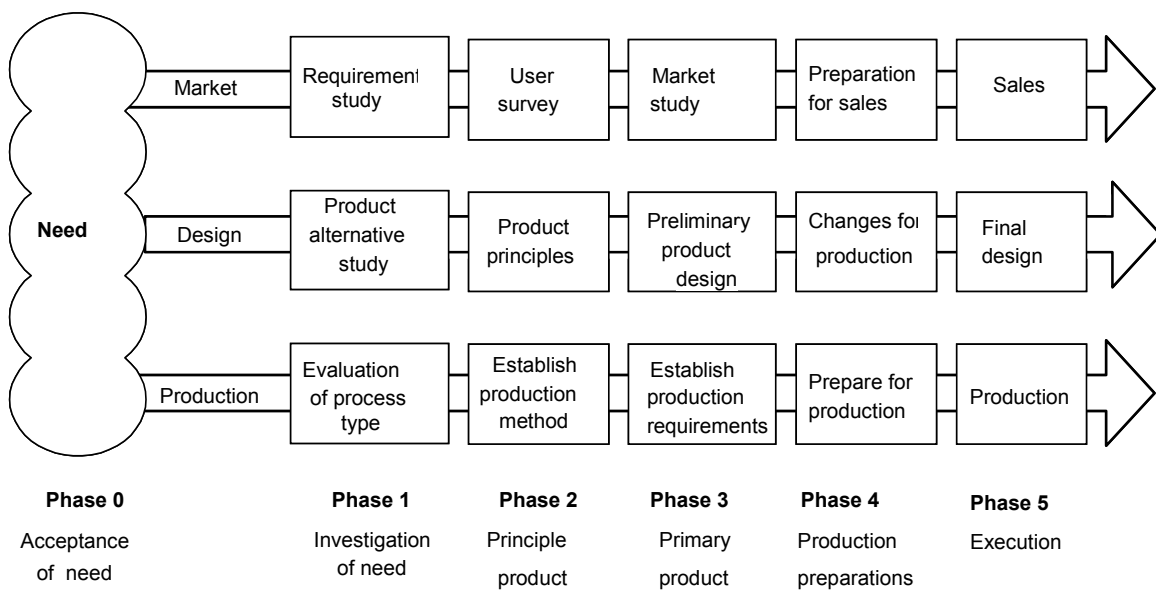 Market
Requirement
study
User
survey
Market
study
Preparation
for sales
Sales
Need
Design
Product
alternative
study
Product
principles
Preliminary
product
design
Changes for
production
Final
design
Production
Evaluation
of process
type
Establish
production
method
Establish
production
requirements
Prepare for
production
Production
Phase 0
Acceptance
of need
Phase 1
Investigation
of need
Phase 2
Principle
product
Phase 3
Primary
product
Phase 4
Production
preparations
Phase 5
Execution